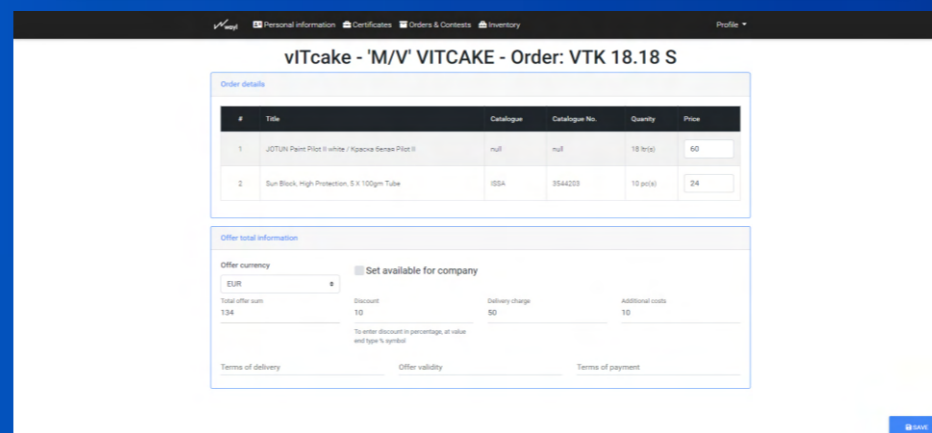 wayl Personal information Certificates Orders & Contests Inventory Profile
vITcake - 'M/V' VITCAKE - Order: VTK 18.18 S
Order details
# Title Catalogue Catalogue No. Quanity Price
1 JOTUN Paint Pilot II white / Краска белая Pilot II null null 18 ltr(s) 60
2 Sun Block, High Protection, 5 X 100gm Tube ISSA 3544203 10 pc(s) 24
Offer total information
Offer currency
Set available for company
EUR
Total offer sum Discount Delivery charge Additional costs
134 10 50 10
To enter discount in percentage, at value
end type % symbol
Terms of delivery Offer validity Terms of payment
SAVE